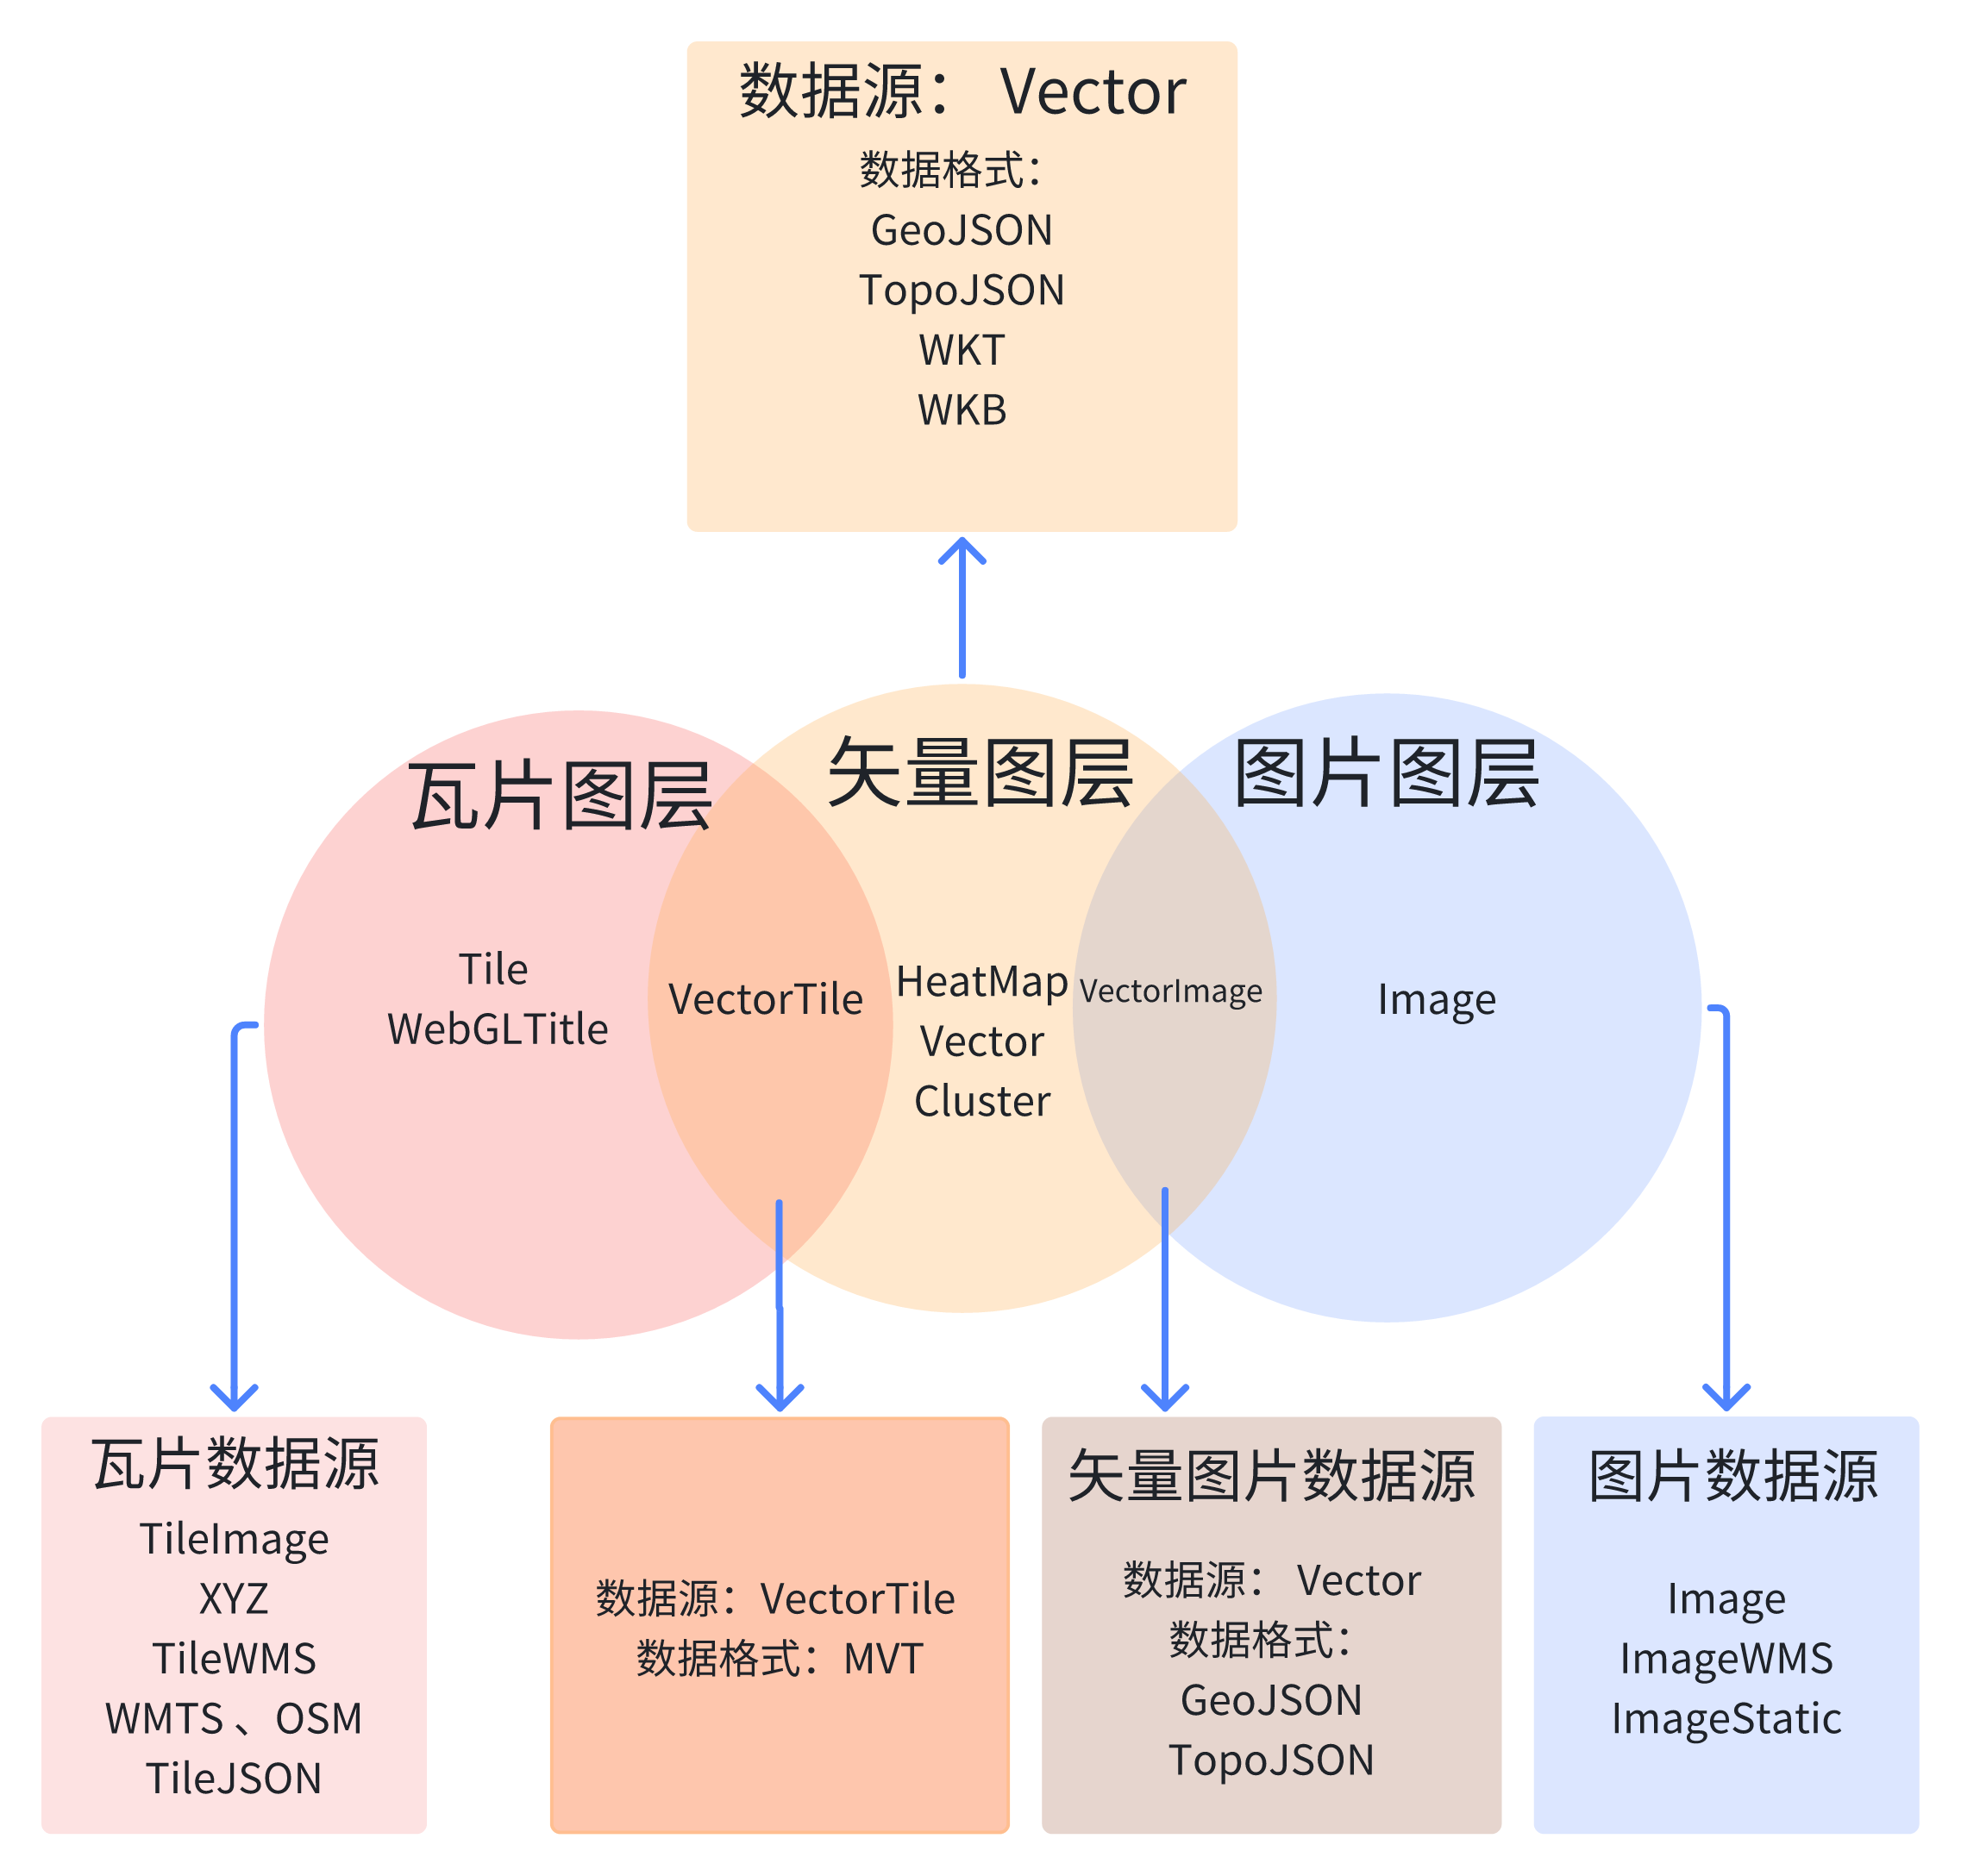 数据源： Vector
数据格式：
GeoJSON
TopoJSON
WKT
WKB
瓦片图层
矢量图层
图片图层
Tile
WebGLTitle
VectorTile
HeatMap
Vector
Cluster
VectorImage
Image
瓦片数据源
TileImage
XYZ
TileWMS
WMTS 、OSM
TileJSON
数据源：VectorTile
数据格式：MVT
矢量图片数据源
数据源： Vector
数据格式：
GeoJSON
TopoJSON
图片数据源
Image
ImageWMS
ImageStatic